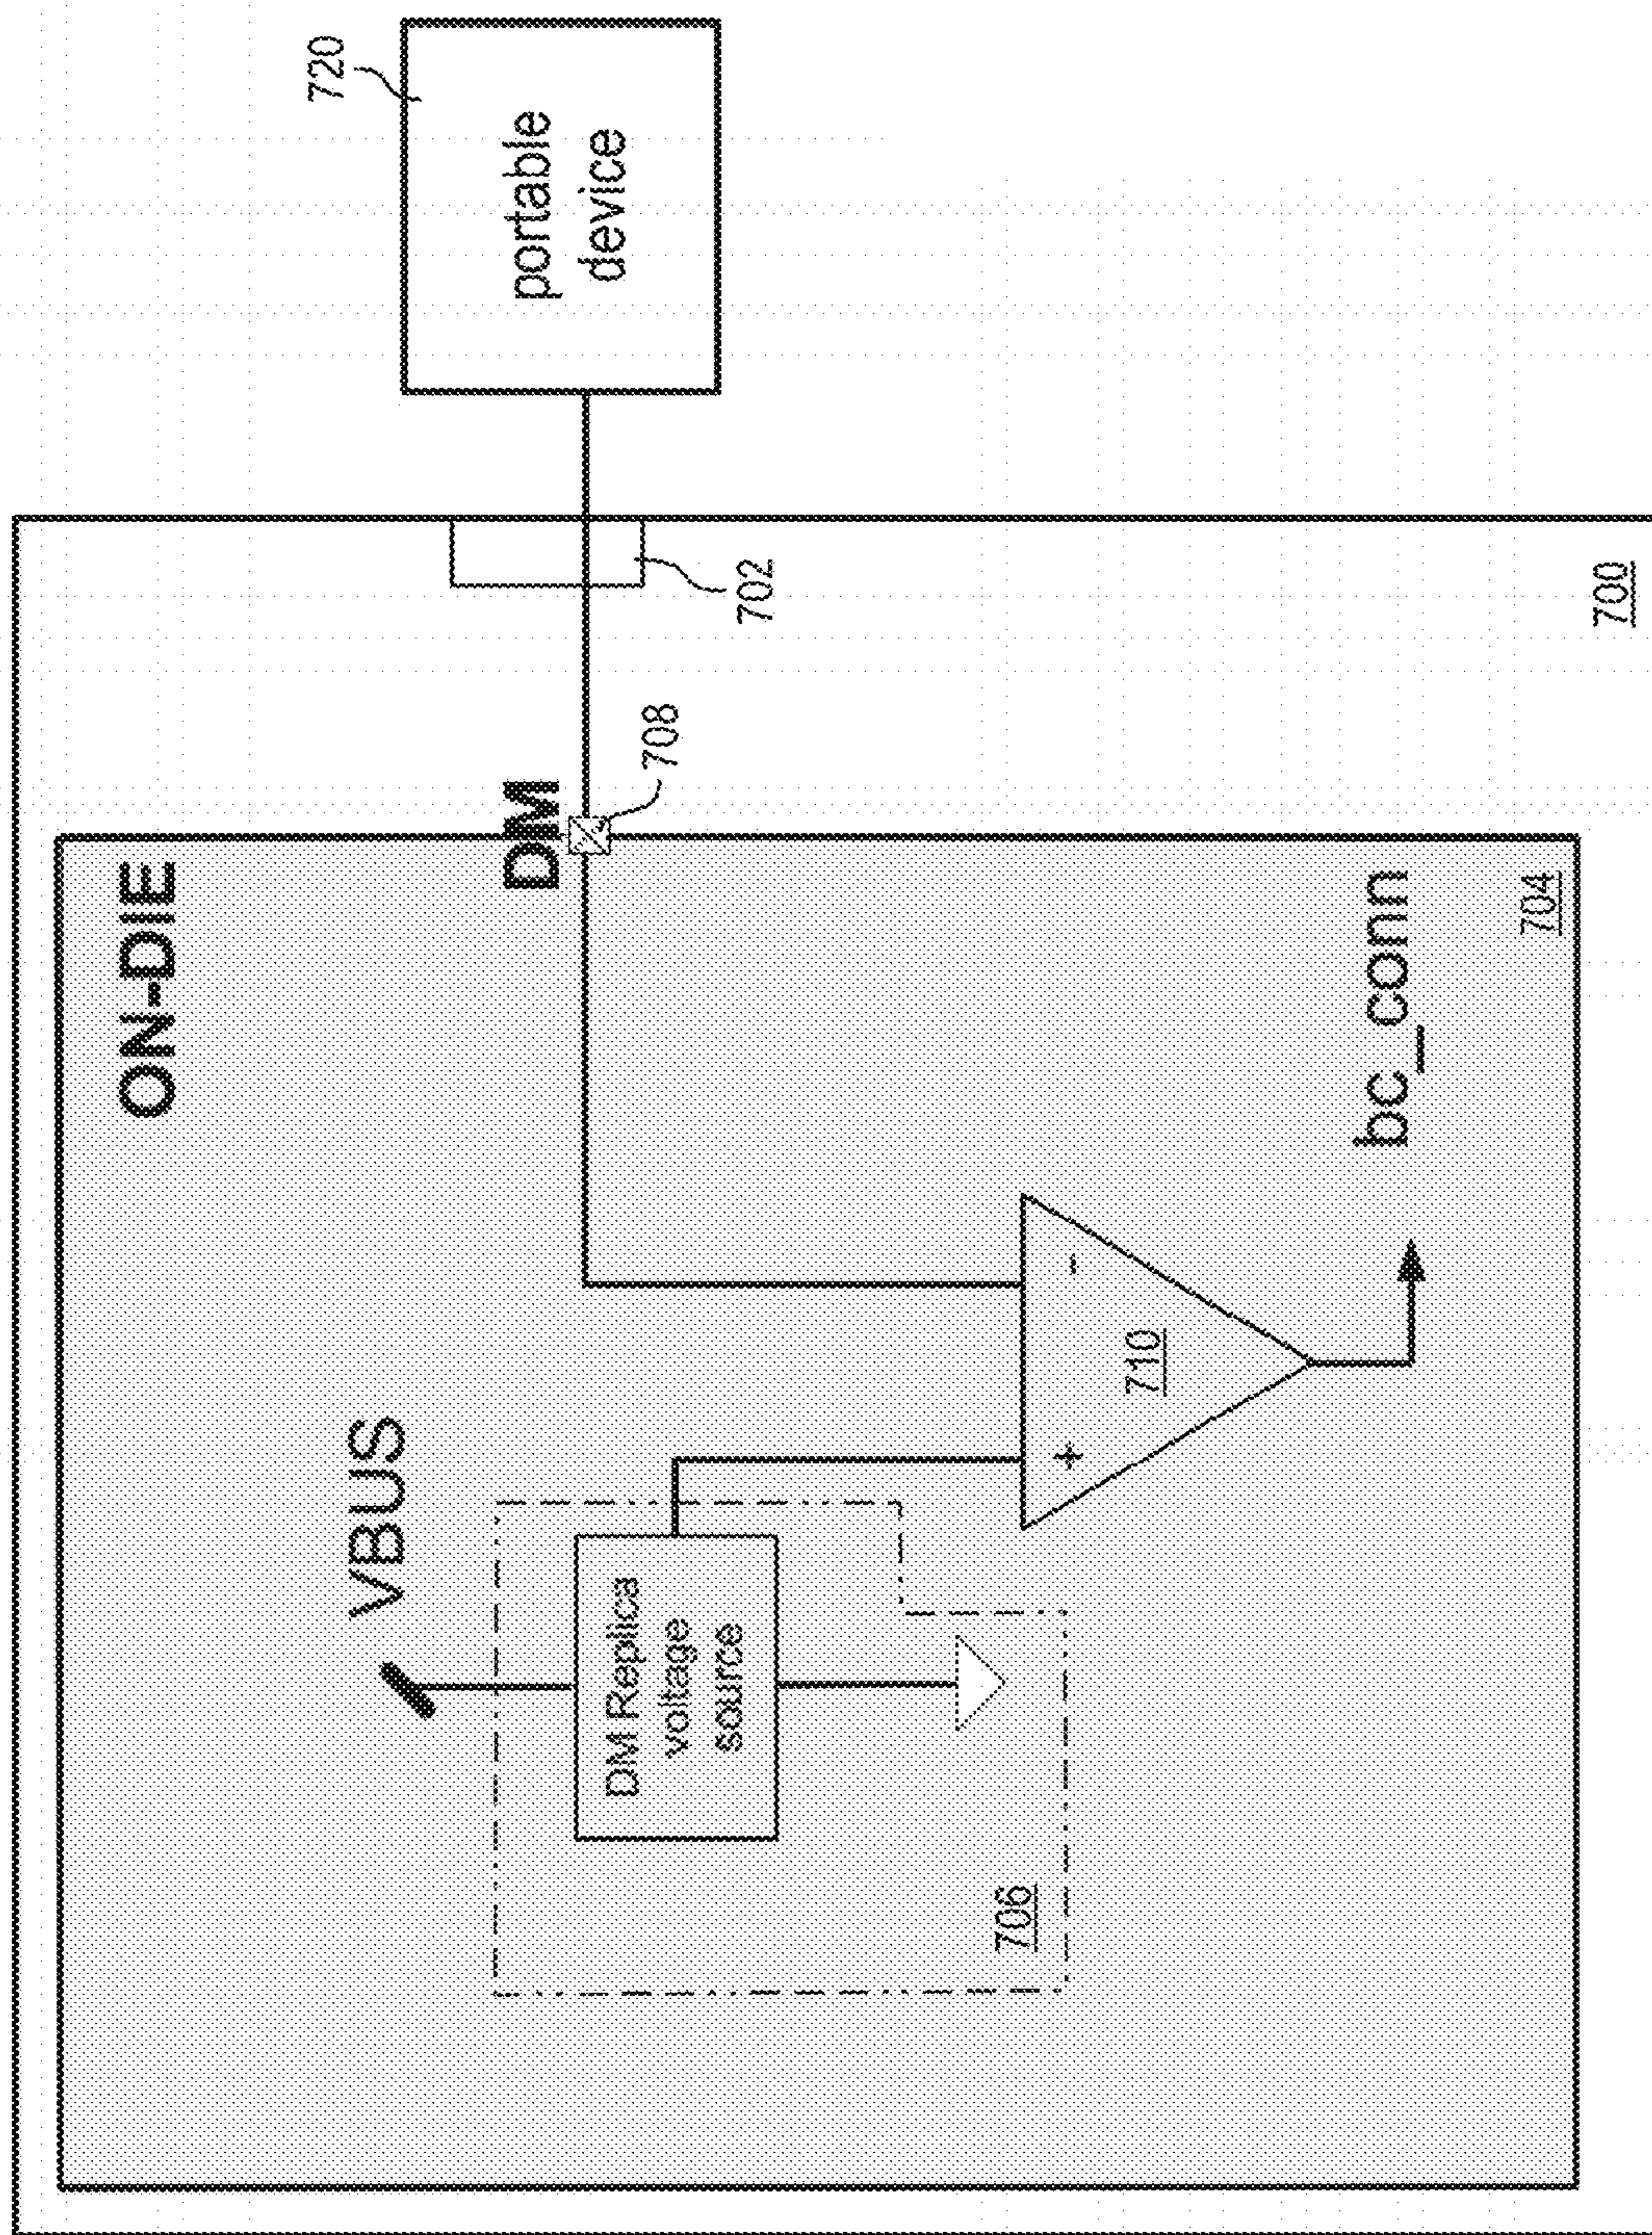 ON-DIE
VBUS
720
portable
device
DM
708
702
DM Replica
voltage
source
706
+
-
710
bc_conn
704
700